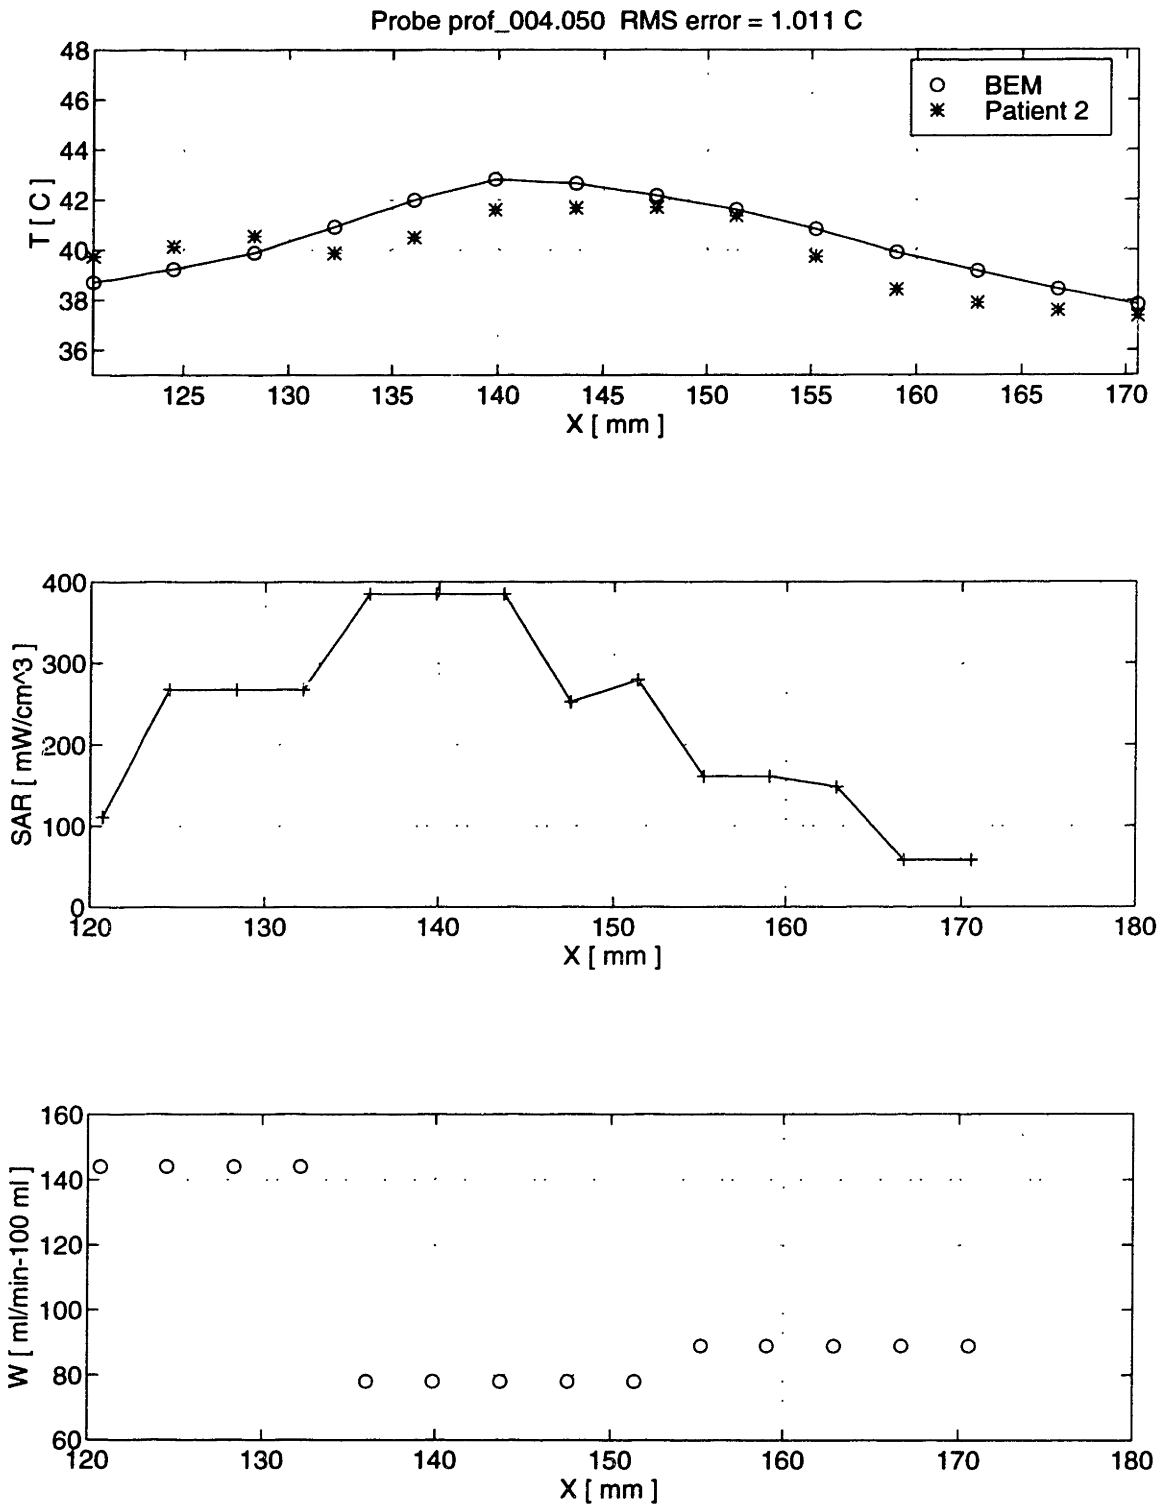 Probe prof_004.050 RMS error = 1.011 C
T [ C ]
48
46
44
42
40
38
36
BEM
Patient 2
125 130 135 140 145 150 155 160 165 170
X [ mm ]
SAR [ mW/cm^3 ]
400
300
200
100
0
120 130 140 150 160 170 180
X [ mm ]
W [ ml/min-100 ml ]
160
140
120
100
80
60
120 130 140 150 160 170 180
X [ mm ]